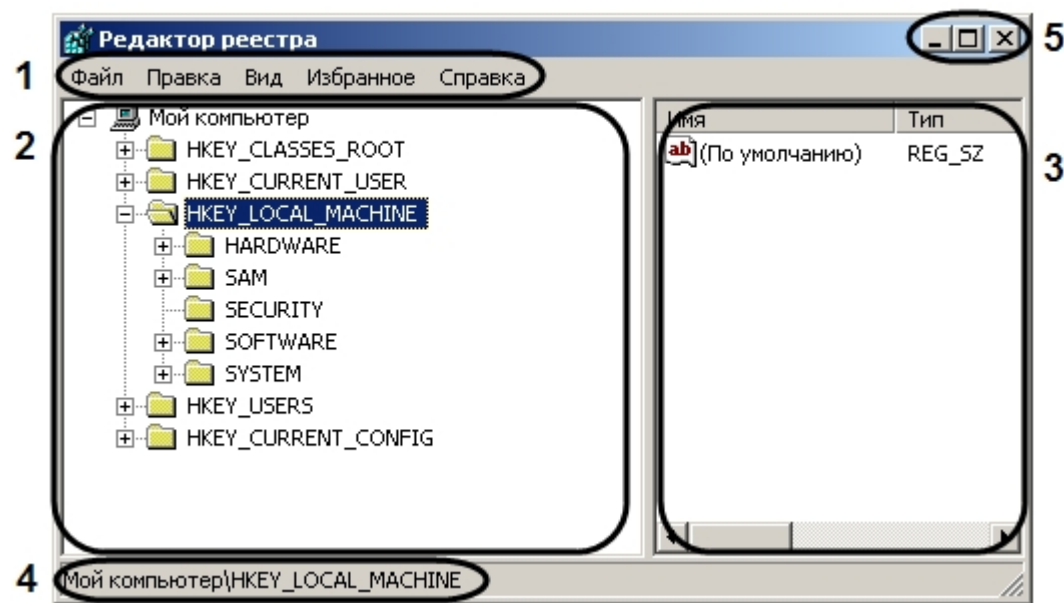 Редактор реестра
5
1
Файл Правка Вид Избранное Справка
2
Мой компьютер
HKEY_CLASSES_ROOT
HKEY_CURRENT_USER
HKEY_LOCAL_MACHINE
HARDWARE
SAM
SECURITY
SOFTWARE
SYSTEM
HKEY_USERS
HKEY_CURRENT_CONFIG
Имя Тип
ab (По умолчанию) REG_SZ
3
4
Мой компьютер\HKEY_LOCAL_MACHINE